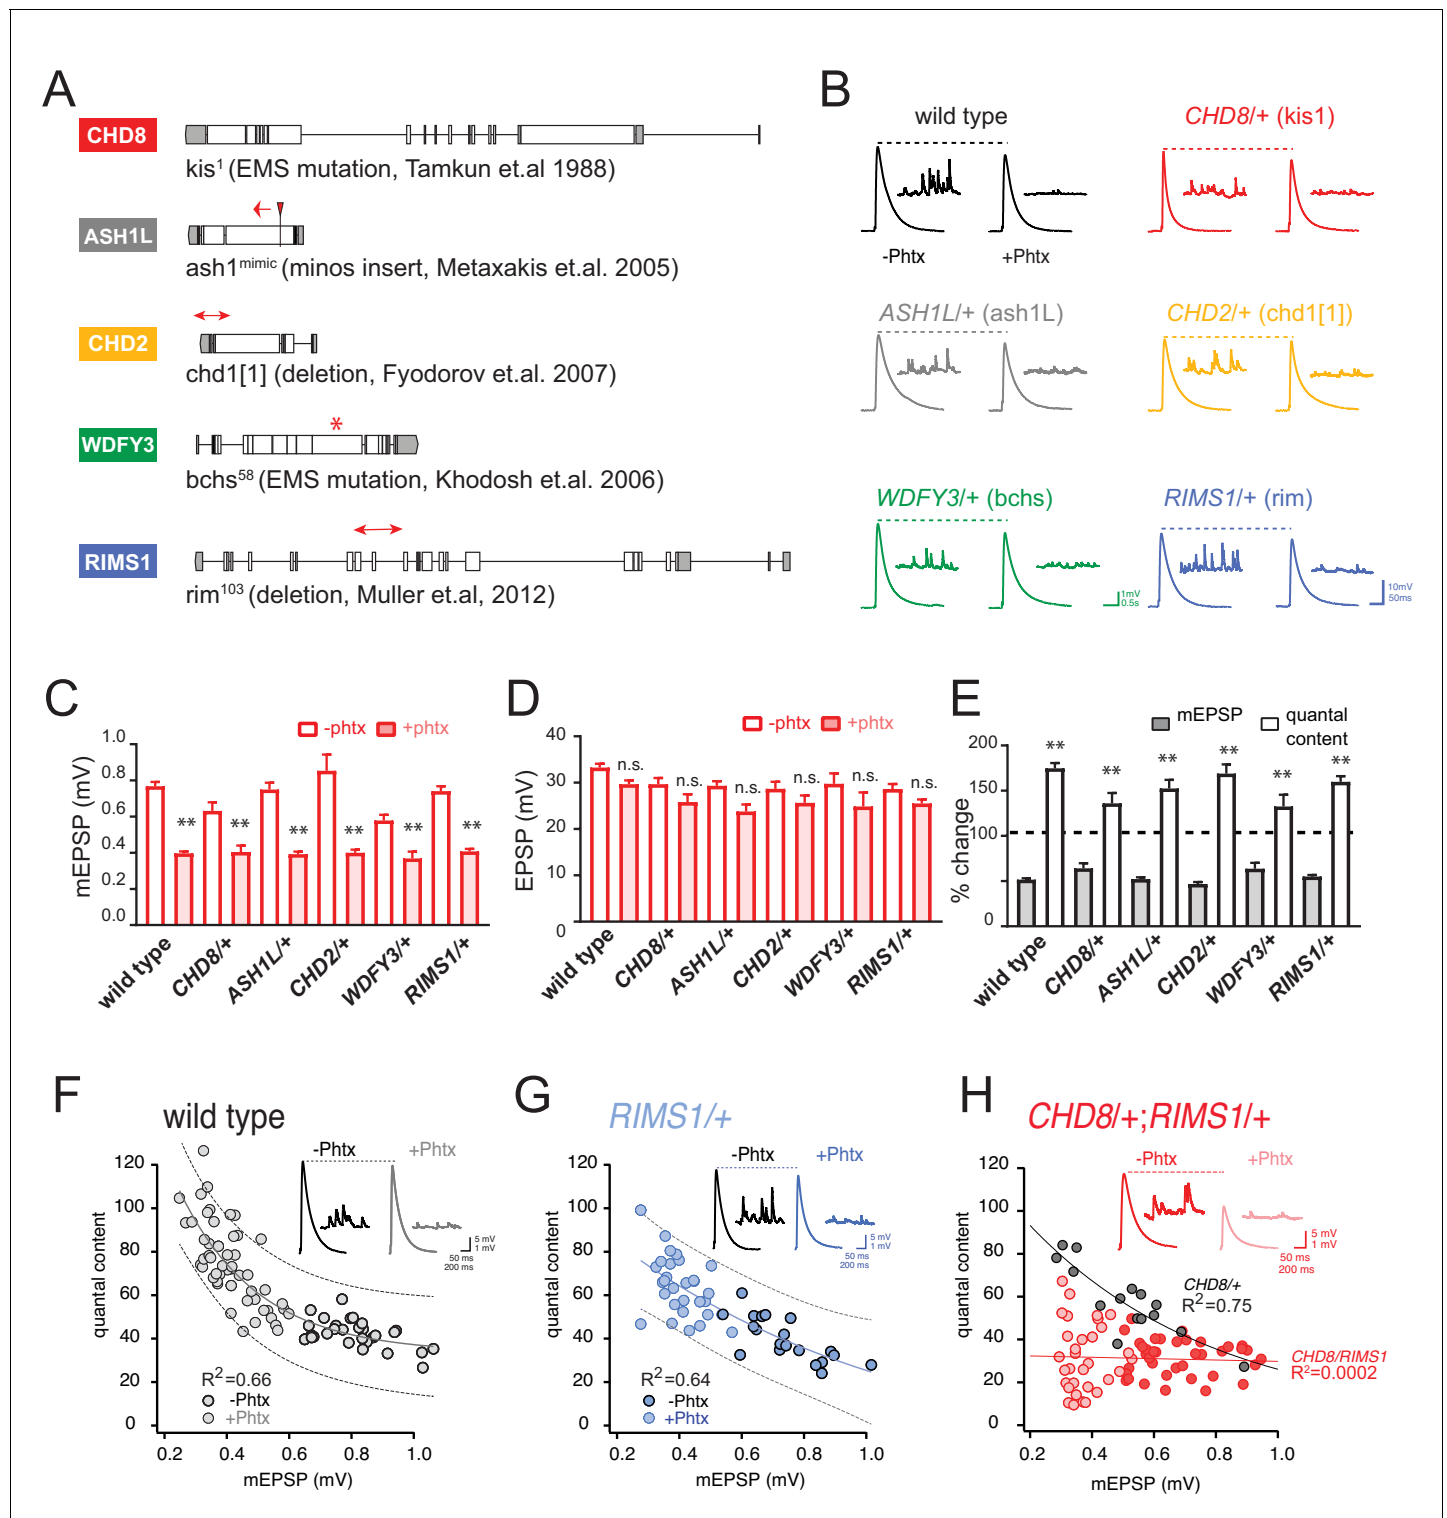 A
CHD8
kis1 (EMS mutation, Tamkun et.al 1988)
ASH1L
ash1mimic (minos insert, Metaxakis et.al. 2005)
CHD2
chd1[1] (deletion, Fyodorov et.al. 2007)
*
WDFY3
bchs58 (EMS mutation, Khodosh et.al. 2006)
RIMS1
rim103 (deletion, Muller et.al, 2012)
B
wild type
CHD8/+ (kis1)
-Phtx +Phtx
ASH1L/+ (ash1L)
CHD2/+ (chd1[1])
WDFY3/+ (bchs)
RIMS1/+ (rim)
1mV
0.5s
10mV
50ms
C
-phtx +phtx
mEPSP (mV)
1.0
0.8
0.6
0.4
0.2
0.0
** ** ** ** ** **
wild type
CHD8/+
ASH1L/+
CHD2/+
WDFY3/+
RIMS1/+
D
-phtx +phtx
EPSP (mV)
40
30
20
10
0
n.s. n.s. n.s. n.s. n.s. n.s.
wild type
CHD8/+
ASH1L/+
CHD2/+
WDFY3/+
RIMS1/+
E
mEPSP
quantal
content
% change
200
150
100
50
0
** ** ** ** ** **
wild type
CHD8/+
ASH1L/+
CHD2/+
WDFY3/+
RIMS1/+
F
wild type
-Phtx +Phtx
5 mV
1 mV
50 ms
200 ms
quantal content
120
100
80
60
40
20
0
R2=0.66
-Phtx
+Phtx
0.2 0.4 0.6 0.8 1.0
mEPSP (mV)
G
RIMS1/+
-Phtx +Phtx
5 mV
1 mV
50 ms
200 ms
quantal content
120
100
80
60
40
20
0
R2=0.64
-Phtx
+Phtx
0.2 0.4 0.6 0.8 1.0
mEPSP (mV)
H
CHD8/+;RIMS1/+
-Phtx +Phtx
5 mV
1 mV
50 ms
200 ms
quantal content
120
100
80
60
40
20
0
CHD8/+
R2=0.75
CHD8/RIMS1
R2=0.0002
0.2 0.4 0.6 0.8 1.0
mEPSP (mV)